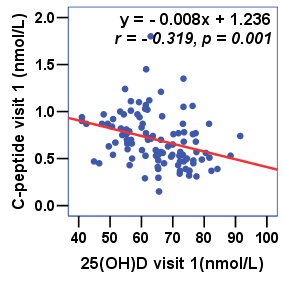 y = - 0.008x + 1.236
r = - 0.319, p = 0.001
C-peptide visit 1 (nmol/L)
2.0
1.5
1.0
0.5
0.0
40 50 60 70 80 90 100
25(OH)D visit 1(nmol/L)